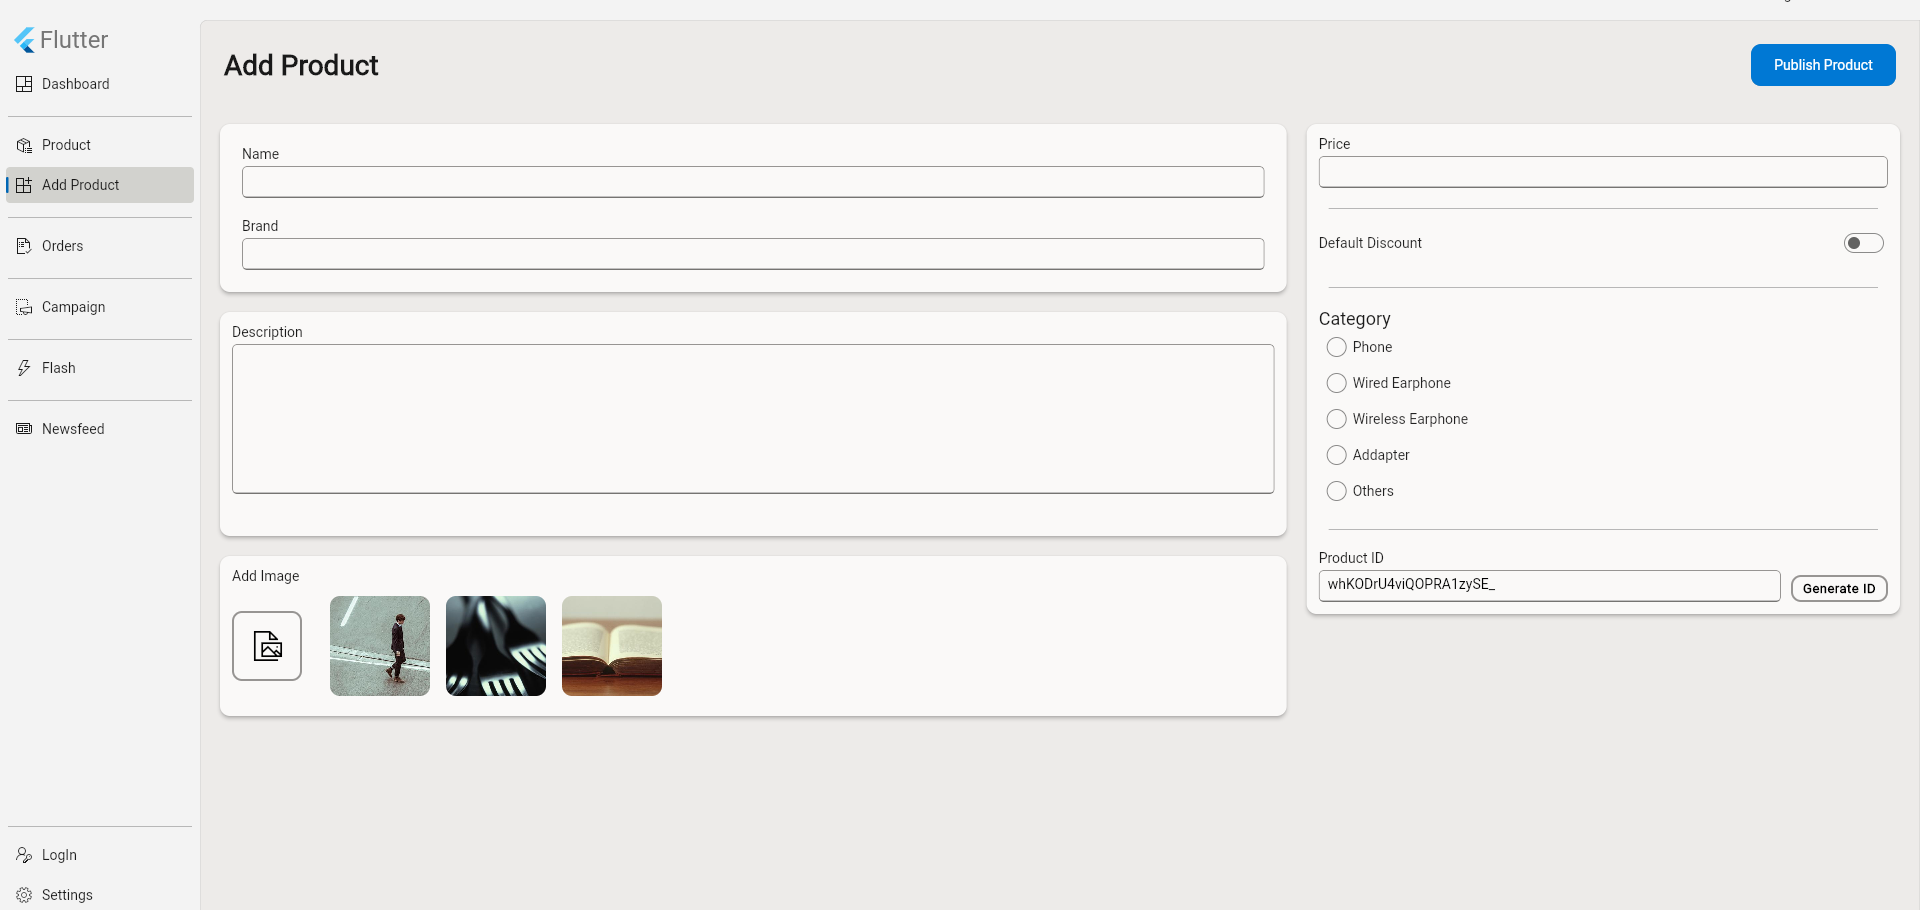 Flutter
Dashboard
Product
Add Product
Orders
Campaign
Flash
Newsfeed
LogIn
Settings
Add Product
Publish Product
Name
Brand
Description
Add Image
Price
Default Discount
Category
Phone
Wired Earphone
Wireless Earphone
Addapter
Others
Product ID
whKODrU4viQOPRA1zySE_
Generate ID